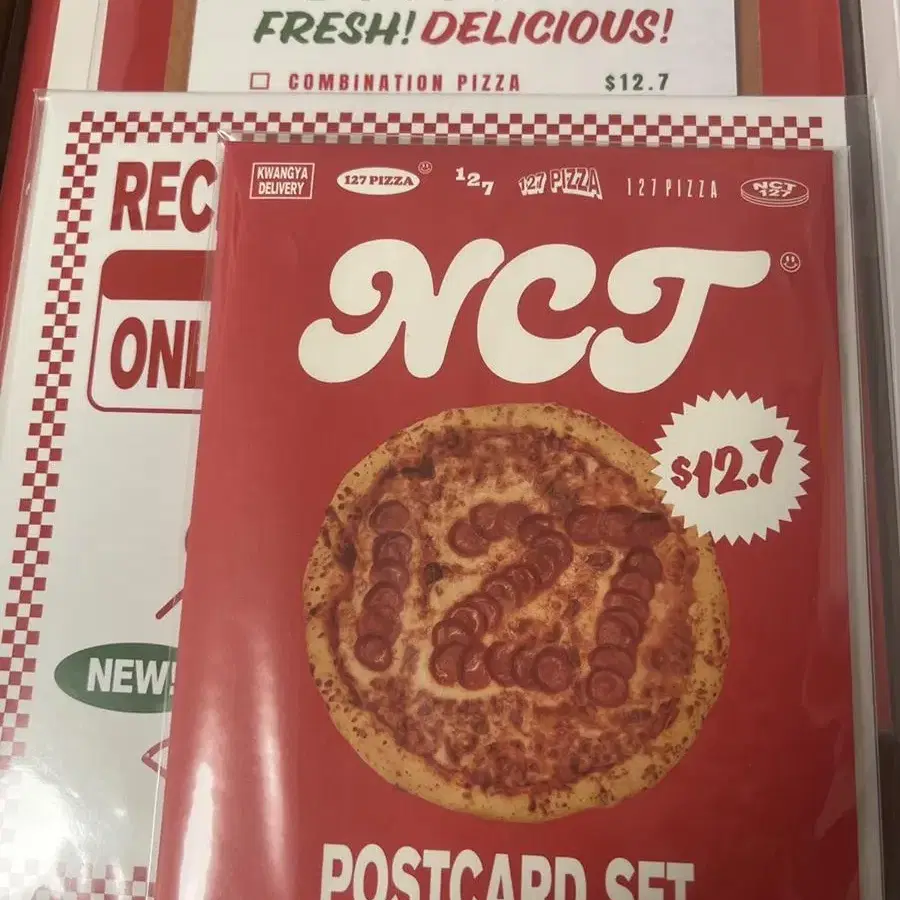 FRESH! DELICIOUS!
COMBINATION PIZZA $12.7
REC
ONL
NEW!
KWANGYA
DELIVERY
127 PIZZA
127
127 PIZZA
127 PIZZA
NCT
127
NCT
$12.7
127
POSTCARD SET